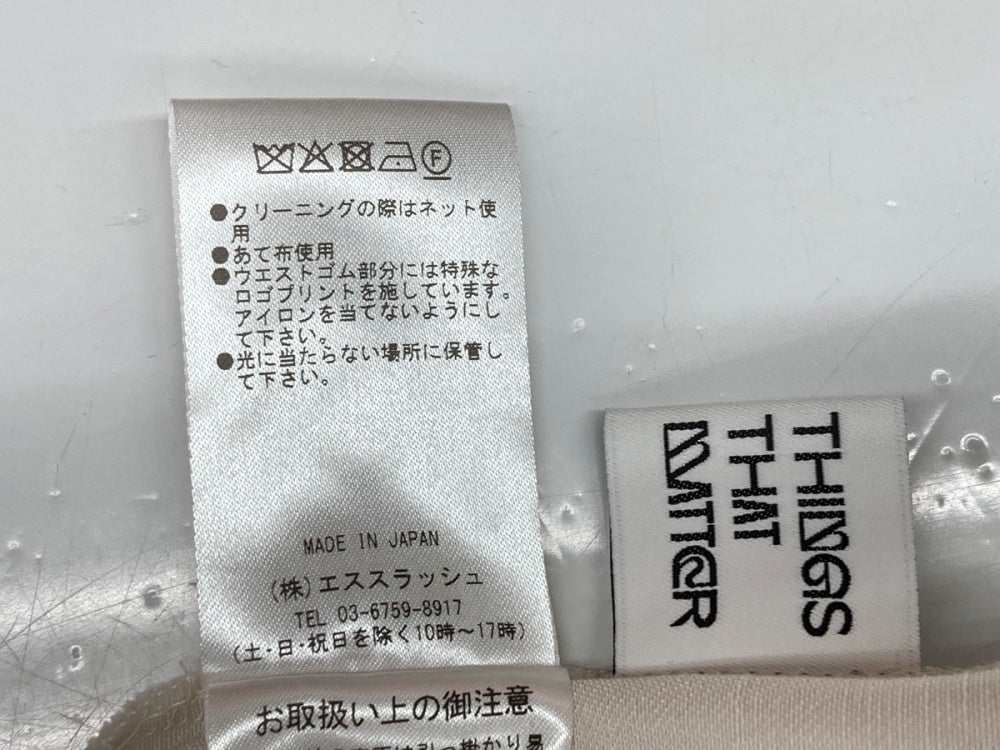 ●クリーニングの際はネット使
用
●あて布使用
●ウエストゴム部分には特殊な
ロゴプリントを施しています。
アイロンを当てないようにし
て下さい。
●光に当たらない場所に保管し
て下さい。
MADE IN JAPAN
(株)エススラッシュ
TEL 03-6759-8917
(土・日・祝日を除く10時～17時)
お取扱い上の御注意
引っ掛かり易
THINGS
THAT
MATTER